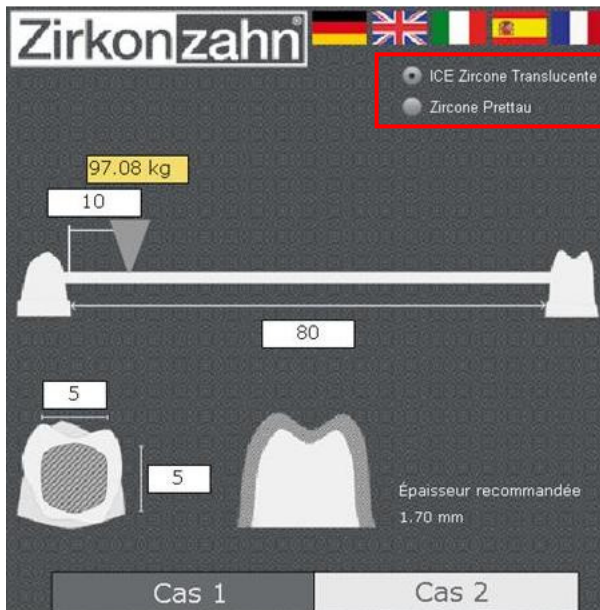 Zirkonzahn®
ICE Zircone Translucente
Zircone Prettau
97.08 kg
10
80
5
5
Épaisseur recommandée
1.70 mm
Cas 1
Cas 2